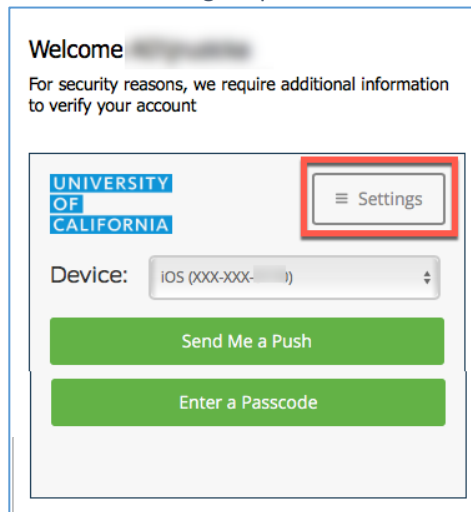 Welcome
For security reasons, we require additional information
to verify your account
UNIVERSITY
OF
CALIFORNIA
≡ Settings
Device:
iOS (XXX-XXX-
Send Me a Push
Enter a Passcode